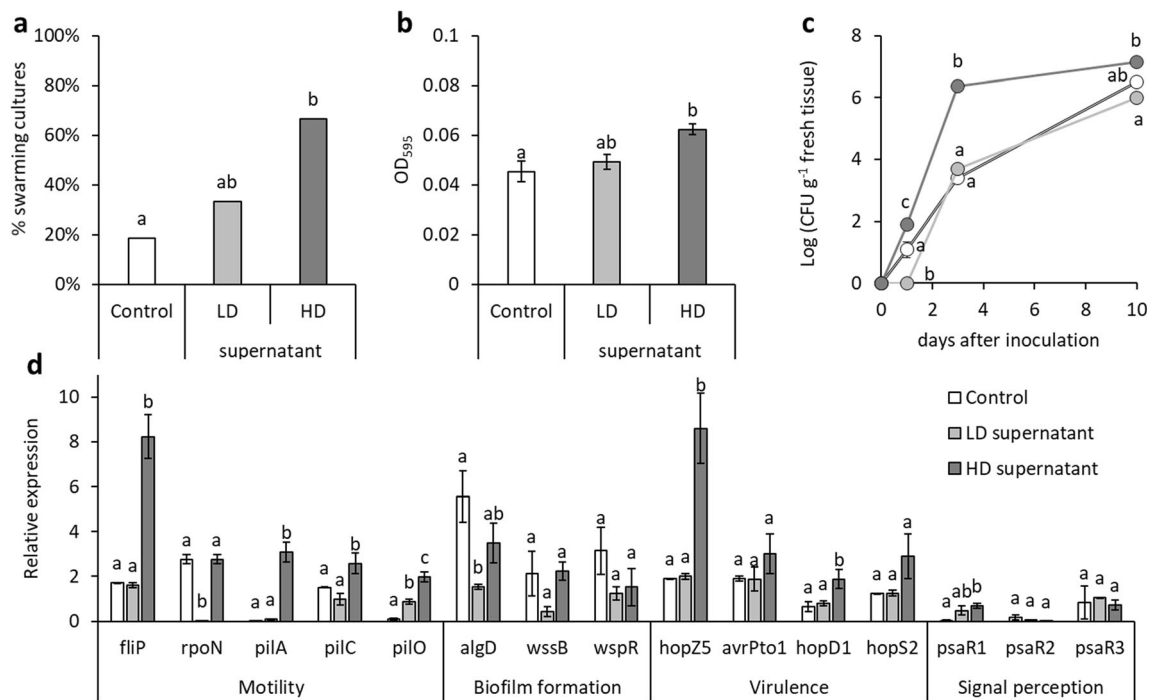 a
100%
80%
60%
40%
20%
0%
% swarming cultures
a
ab
b
Control
LD
HD
supernatant
b
0.1
0.08
0.06
0.04
0.02
0
OD595
a
ab
b
Control
LD
HD
supernatant
c
8
6
4
2
0
Log (CFU g-1 fresh tissue)
c
a
b
b
a
a
b
ab
a
0 2 4 6 8 10
days after inoculation
d
10
8
6
4
2
0
Relative expression
a a b
a b a
a a b
a a b
a b c
a b ab
a a a
a a a
a a b
a a a
a a b
a a a
a ab b
a a a
a a a
Control
LD supernatant
HD supernatant
fliP rpoN pilA pilC pilO algD wssB wspR hopZ5 avrPto1 hopD1 hopS2 psaR1 psaR2 psaR3
Motility Biofilm formation Virulence Signal perception